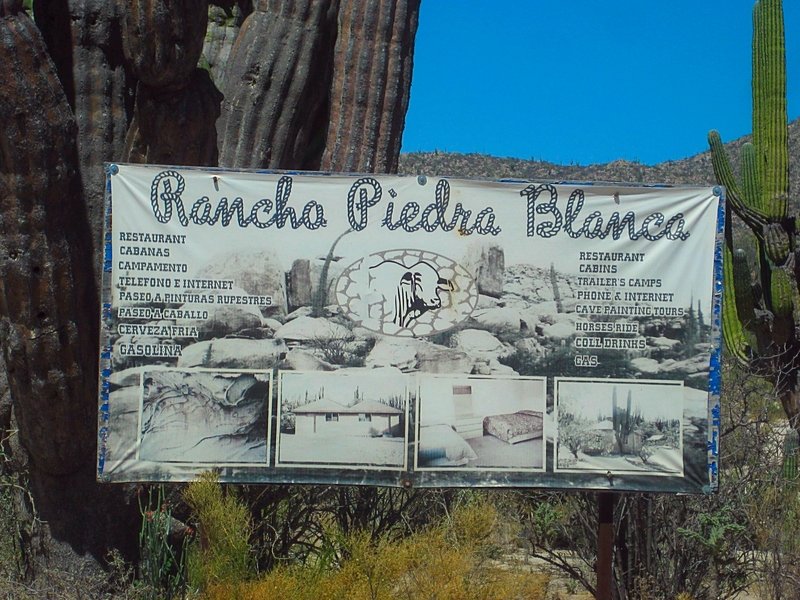 Rancho Piedra Blanca
RESTAURANT
CABANAS
CAMPAMENTO
TELEFONO E INTERNET
PASEO A PINTURAS RUPESTRES
PASEO A CABALLO
CERVEZA FRIA
GASOLINA
RESTAURANT
CABINS
TRAILER'S CAMPS
PHONE & INTERNET
CAVE PAINTING TOURS
HORSES RIDE
COLL DRINKS
GAS